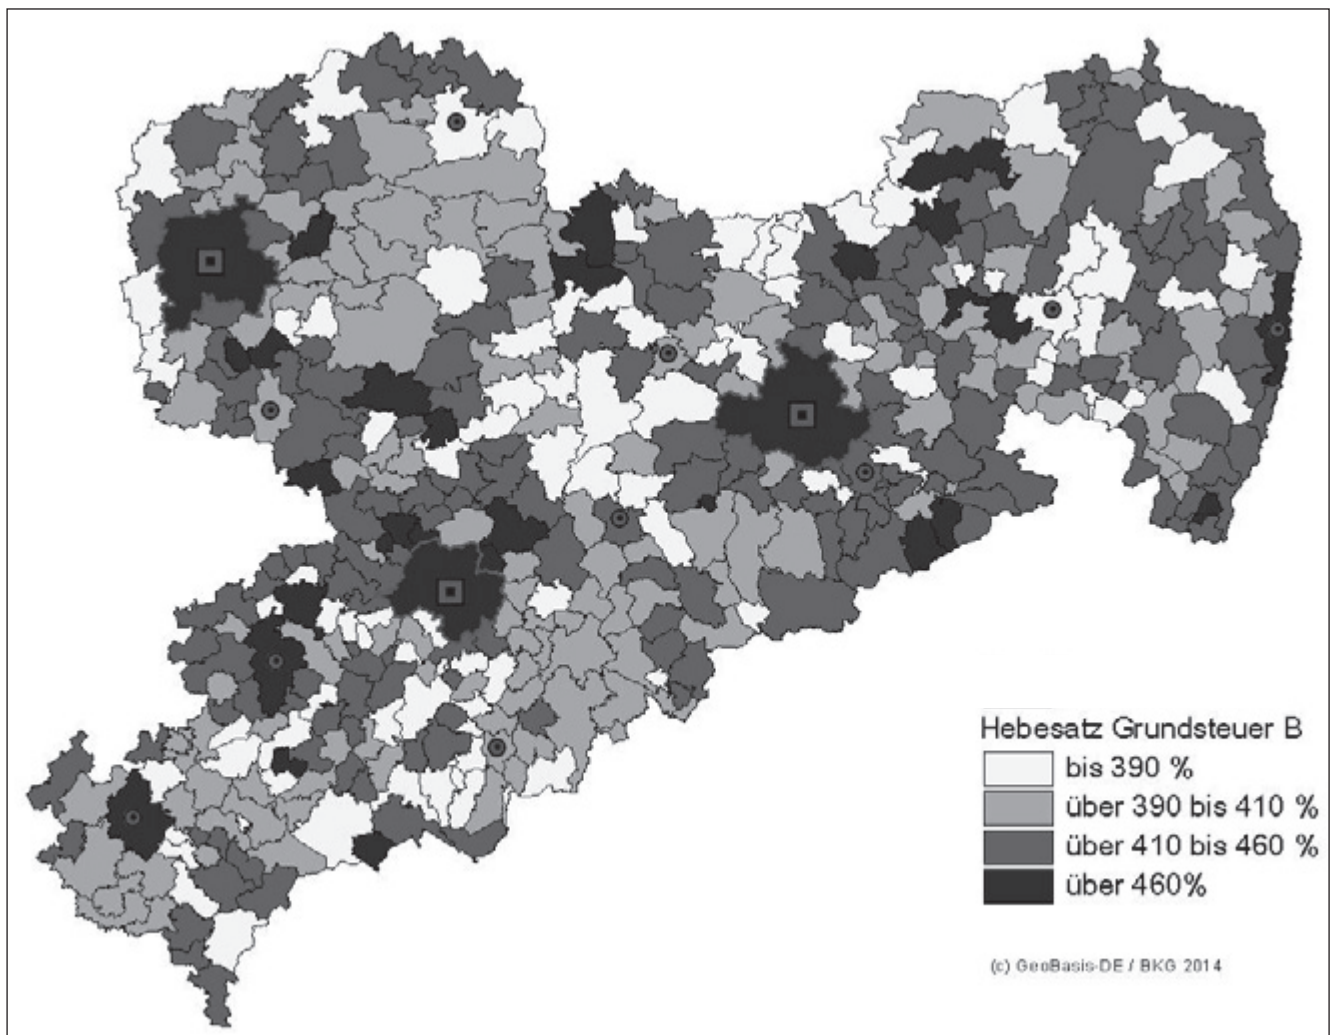 Hebesatz Grundsteuer B
bis 390 %
über 390 bis 410 %
über 410 bis 460 %
über 460%
(c) GeoBasis-DE / BKG 2014